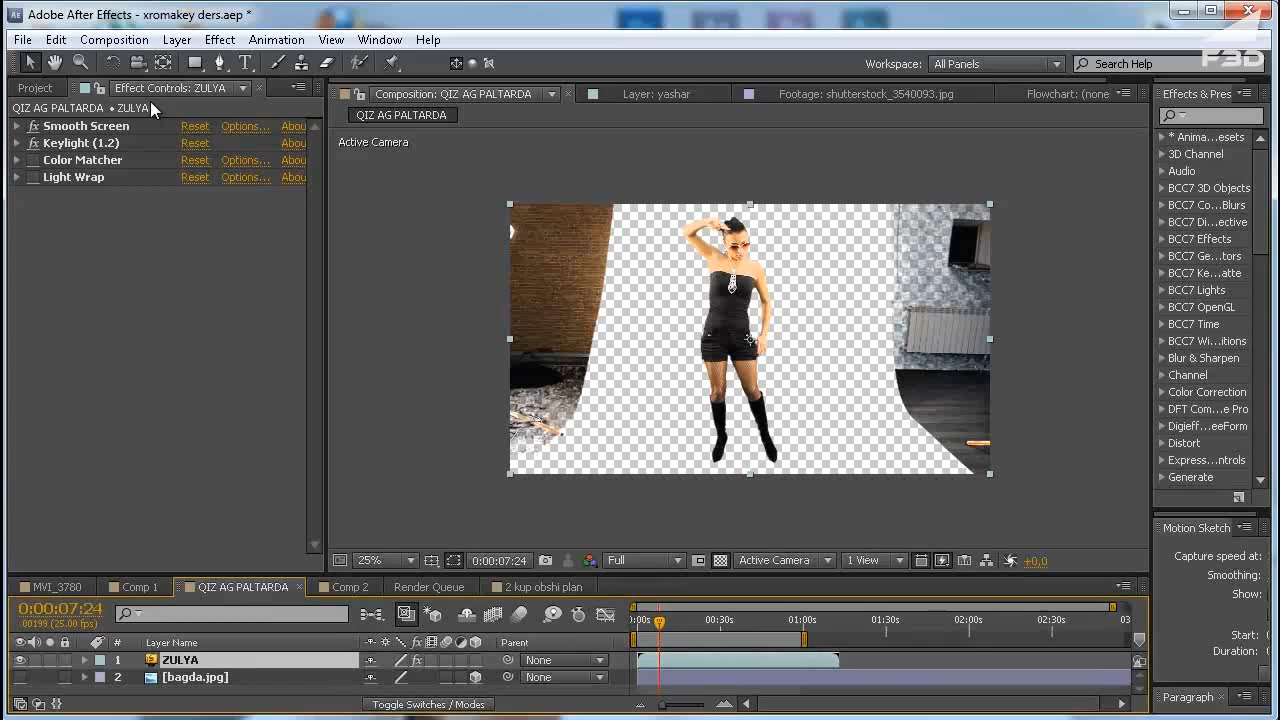 Adobe After Effects - xromakey ders.aep *
File Edit Composition Layer Effect Animation View Window Help
Workspace: All Panels Search Help
F3D
Project Effect Controls: ZULYA
QIZ AG PALTARDA • ZULYA
fx Smooth Screen Reset Options... Abou
fx Keylight (1.2) Reset Abou
Color Matcher Reset Options... Abou
Light Wrap Reset Options... Abou
Composition: QIZ AG PALTARDA Layer: yashar Footage: shutterstock_3540093.jpg Flowchart: (none
QIZ AG PALTARDA
Active Camera
25% 0:00:07:24 Full Active Camera 1 View +0,0
Effects & Pres
* Anima...esets
3D Channel
Audio
BCC7 3D Objects
BCC7 Co...Blurs
BCC7 Di...ective
BCC7 Effects
BCC7 Ge...tors
BCC7 Ke...atte
BCC7 Lights
BCC7 OpenGL
BCC7 Time
BCC7 Wi...itions
Blur & Sharpen
Channel
Color Correction
DFT Com...e Pro
Digieff...eeForm
Distort
Express...ntrols
Generate
Motion Sketch
Capture speed at:
Smoothing:
Show:
Start:
Duration:
Paragraph
MVI_3780 Comp 1 QIZ AG PALTARDA Comp 2 Render Queue 2 kup obshi plan
0:00:07:24
00199 (25.00 fps)
):00s 00:30s 01:00s 01:30s 02:00s 02:30s 03
# Layer Name Parent
1 ZULYA fx None
2 [bagda.jpg] None
Toggle Switches / Modes